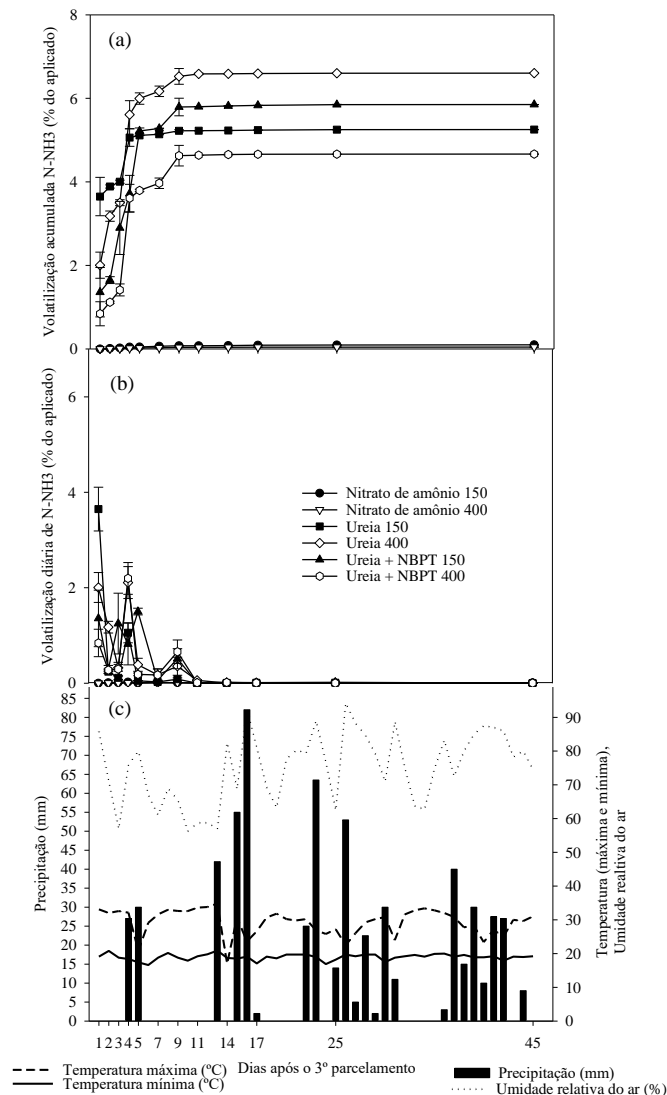 (a)
Volatilização acumulada N-NH3 (% do aplicado)
8
6
4
2
0
(b)
Volatilização diária de N-NH3 (% do aplicado)
6
4
2
0
Nitrato de amônio 150
Nitrato de amônio 400
Ureia 150
Ureia 400
Ureia + NBPT 150
Ureia + NBPT 400
(c)
Precipitação (mm)
85
80
75
70
65
60
55
50
45
40
35
30
25
20
15
10
5
0
90
80
70
60
50
40
30
20
10
0
Temperatura (máxima e mínima),
Umidade realtiva do ar
1 2 3 4 5 7 9 11 14 17 25 45
Dias após o 3º parcelamento
Temperatura máxima (ºC)
Temperatura mínima (ºC)
Precipitação (mm)
Umidade relativa do ar (%)